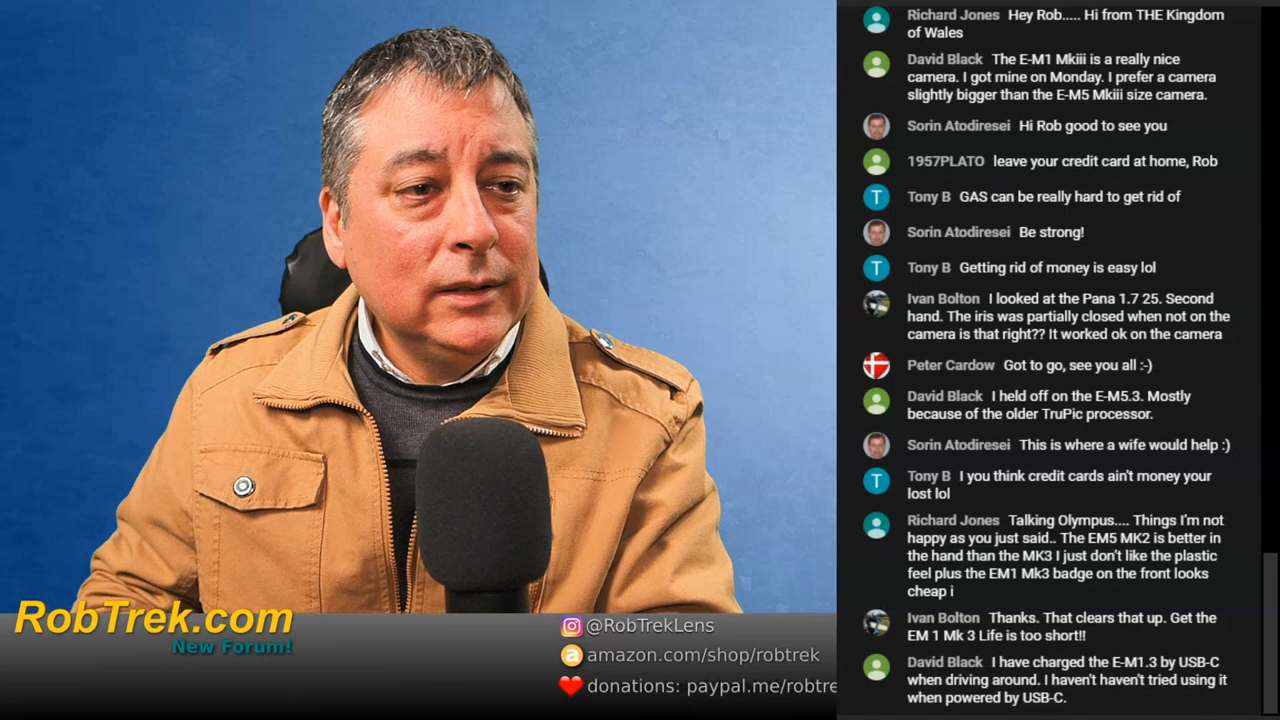 RobTrek.com
New Forum!
@RobTrekLens
a amazon.com/shop/robtrek
donations: paypal.me/robtre
Richard Jones Hey Rob..... Hi from THE Kingdom
of Wales
David Black The E-M1 Mkiii is a really nice
camera. I got mine on Monday. I prefer a camera
slightly bigger than the E-M5 Mkiii size camera.
Sorin Atodiresei Hi Rob good to see you
1957PLATO leave your credit card at home, Rob
T Tony B GAS can be really hard to get rid of
Sorin Atodiresei Be strong!
T Tony B Getting rid of money is easy lol
Ivan Bolton I looked at the Pana 1.7 25. Second
hand. The iris was partially closed when not on the
camera is that right?? It worked ok on the camera
Peter Cardow Got to go, see you all :-)
David Black I held off on the E-M5.3. Mostly
because of the older TruPic processor.
Sorin Atodiresei This is where a wife would help :)
T Tony B I you think credit cards ain't money your
lost lol
Richard Jones Talking Olympus.... Things I'm not
happy as you just said.. The EM5 MK2 is better in
the hand than the MK3 I just don't like the plastic
feel plus the EM1 Mk3 badge on the front looks
cheap i
Ivan Bolton Thanks. That clears that up. Get the
EM 1 Mk 3 Life is too short!!
David Black I have charged the E-M1.3 by USB-C
when driving around. I haven't haven't tried using it
when powered by USB-C.